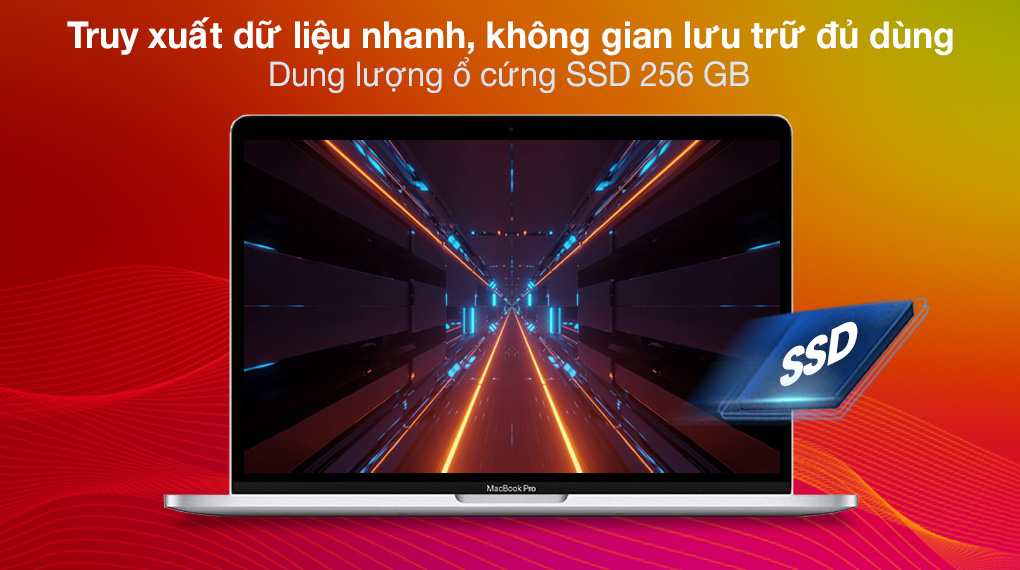 Truy xuất dữ liệu nhanh, không gian lưu trữ đủ dùng
Dung lượng ổ cứng SSD 256 GB
SSD
MacBook Pro